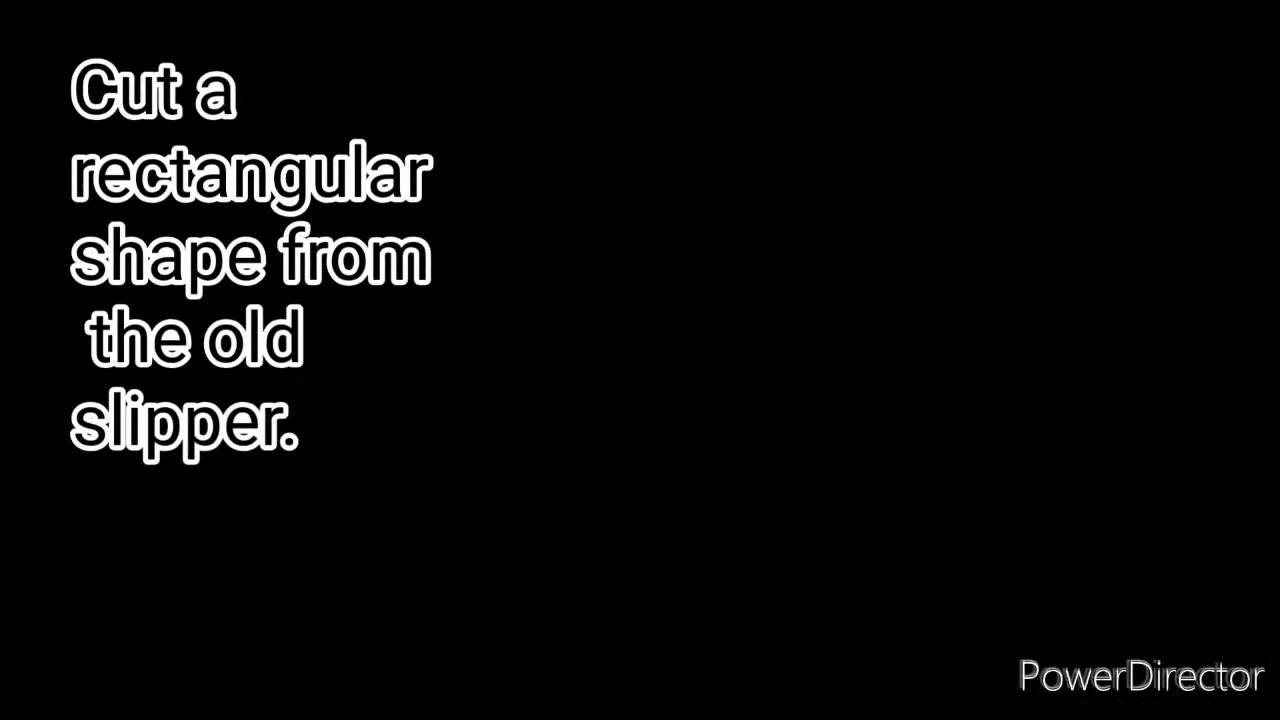 Cut a
rectangular
shape from
the old
slipper.
PowerDirector